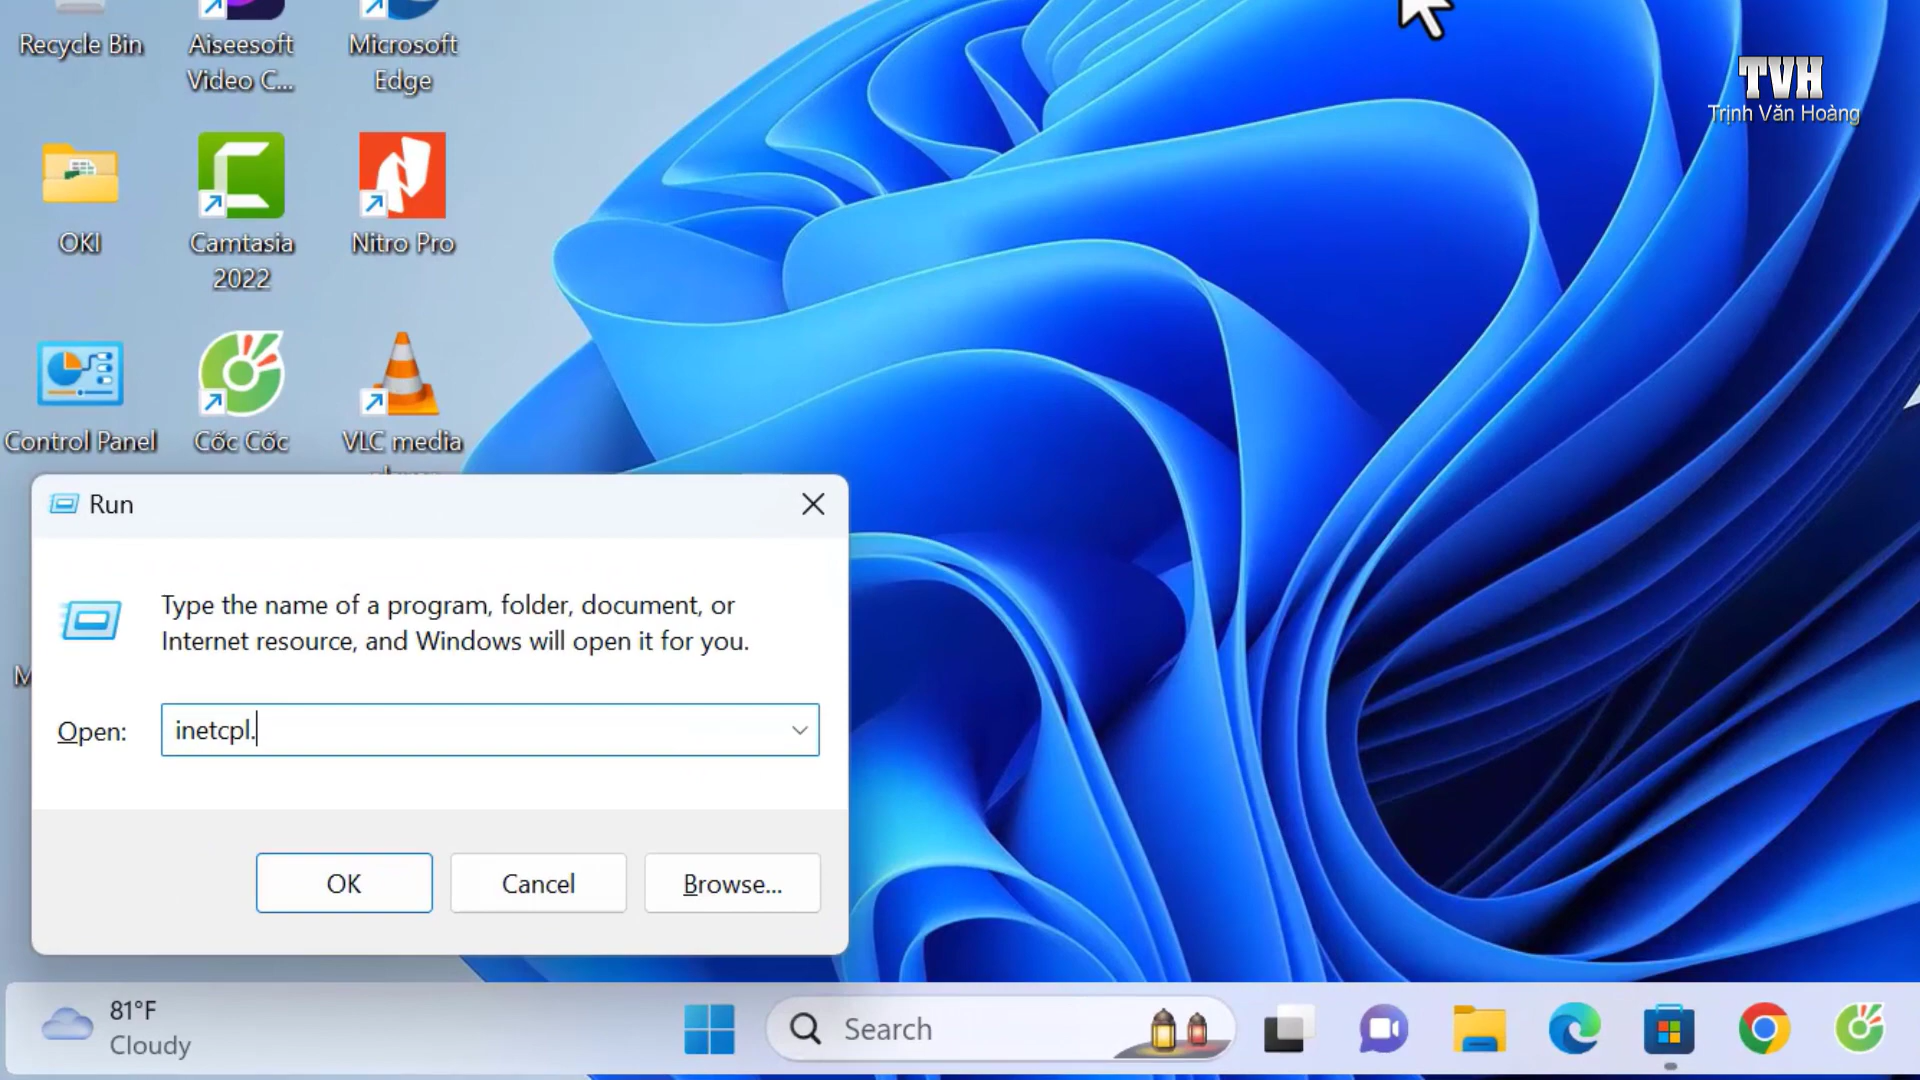 Recycle Bin
Aiseesoft
Video C...
Microsoft
Edge
TVH
Trịnh Văn Hoàng
OKI
Camtasia
2022
Nitro Pro
Control Panel
Cốc Cốc
VLC media
Run
Type the name of a program, folder, document, or
Internet resource, and Windows will open it for you.
M
Open:
inetcpl.
OK
Cancel
Browse...
81°F
Cloudy
Search